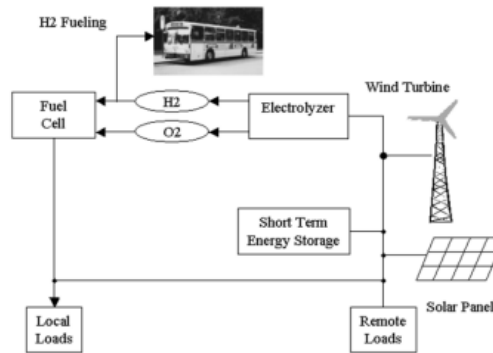 H2 Fueling
Wind Turbine
Fuel
Cell
H2
O2
Electrolyzer
Short Term
Energy Storage
Solar Panel
Local
Loads
Remote
Loads